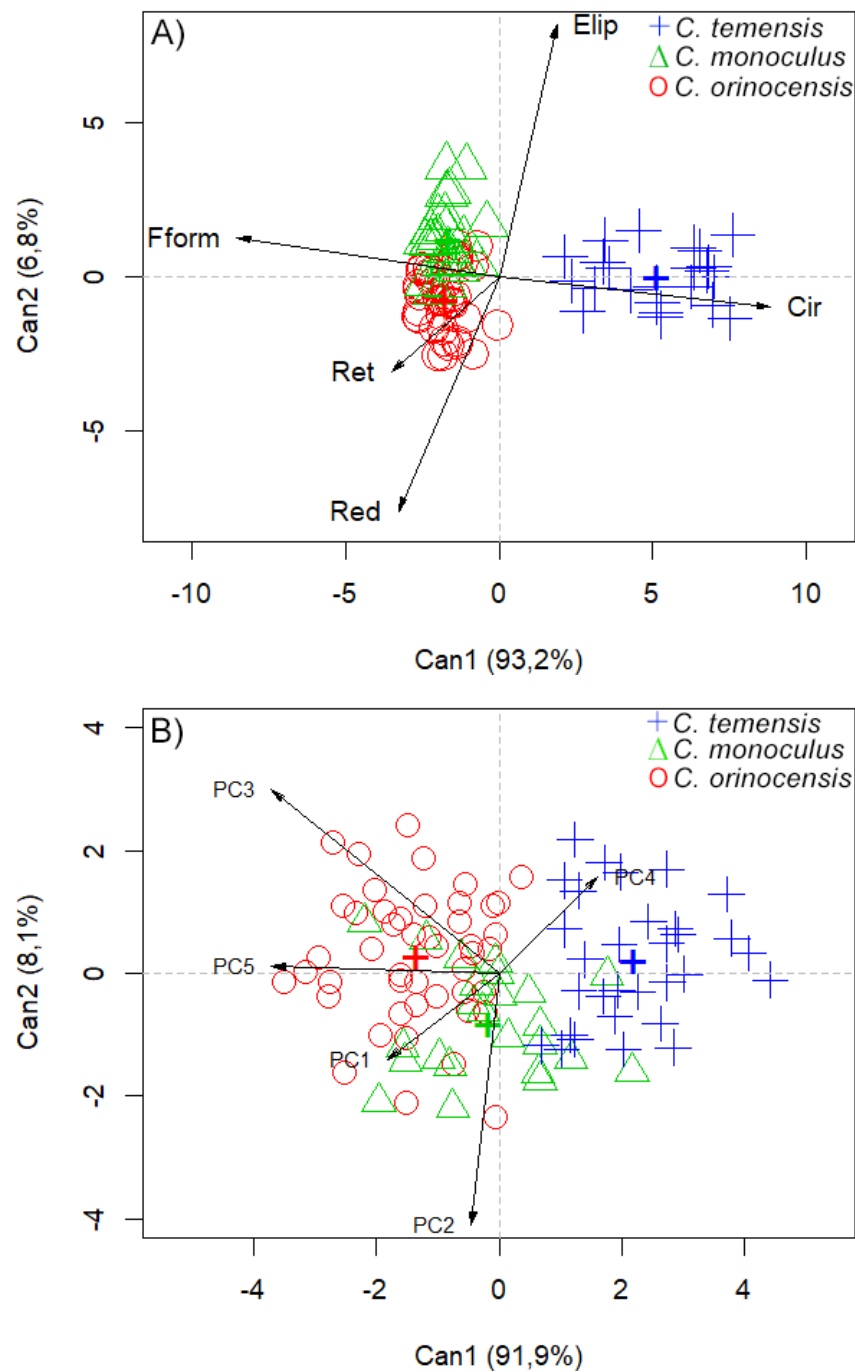 A)
Elip
C. temensis
C. monoculus
C. orinocensis
Fform
Cir
Ret
Red
Can2 (6,8%)
5
0
-5
-10 -5 0 5 10
Can1 (93,2%)
B)
C. temensis
C. monoculus
C. orinocensis
PC3
PC4
PC5
PC1
PC2
Can2 (8,1%)
4
2
0
-2
-4
-4 -2 0 2 4
Can1 (91,9%)